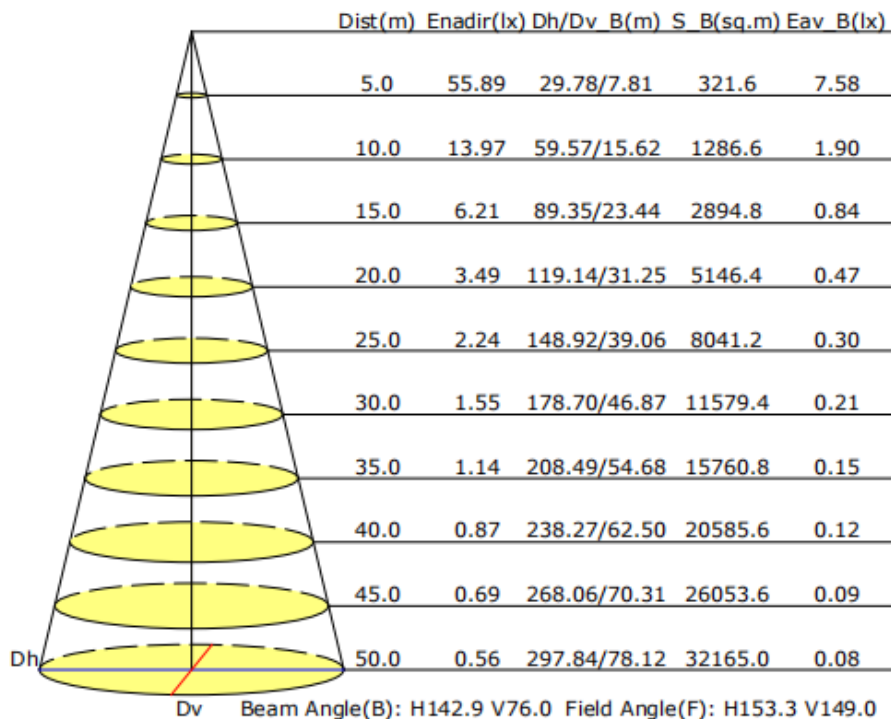 Dist(m) Enadir(lx) Dh/Dv_B(m) S_B(sq.m) Eav_B(lx)
5.0 55.89 29.78/7.81 321.6 7.58
10.0 13.97 59.57/15.62 1286.6 1.90
15.0 6.21 89.35/23.44 2894.8 0.84
20.0 3.49 119.14/31.25 5146.4 0.47
25.0 2.24 148.92/39.06 8041.2 0.30
30.0 1.55 178.70/46.87 11579.4 0.21
35.0 1.14 208.49/54.68 15760.8 0.15
40.0 0.87 238.27/62.50 20585.6 0.12
45.0 0.69 268.06/70.31 26053.6 0.09
Dh 50.0 0.56 297.84/78.12 32165.0 0.08
Dv Beam Angle(B): H142.9 V76.0 Field Angle(F): H153.3 V149.0